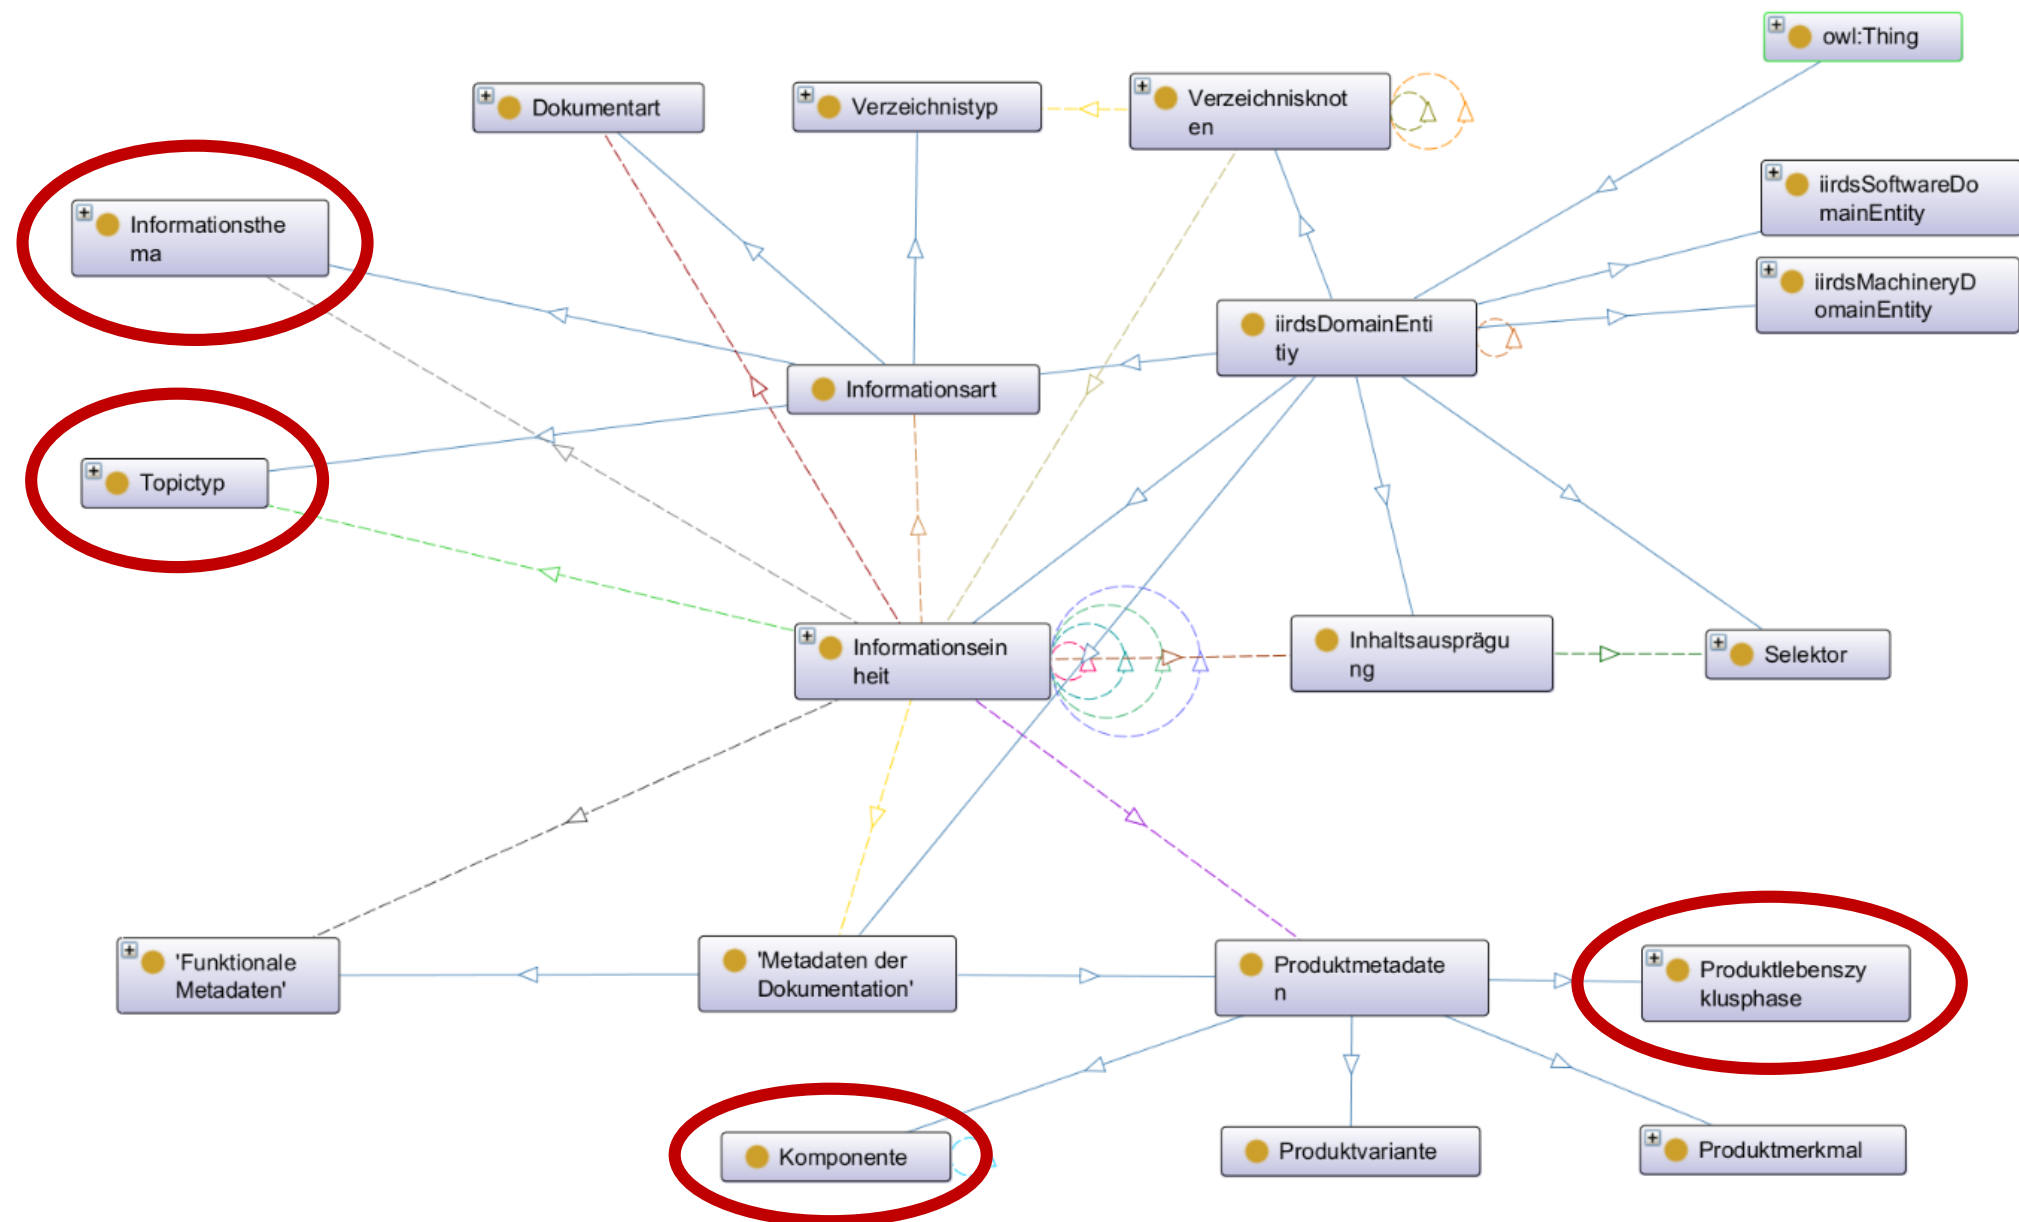 owl:Thing
Dokumentart
Verzeichnistyp
Verzeichnisknot
en
iirdsSoftwareDo
mainEntity
Informationsthe
ma
iirdsMachineryD
omainEntity
iirdsDomainEnti
tiy
Informationsart
Topictyp
Informationsein
heit
Inhaltsausprägu
ng
Selektor
'Funktionale
Metadaten'
'Metadaten der
Dokumentation'
Produktmetadate
n
Produktlebenszy
klusphase
Komponente
Produktvariante
Produktmerkmal